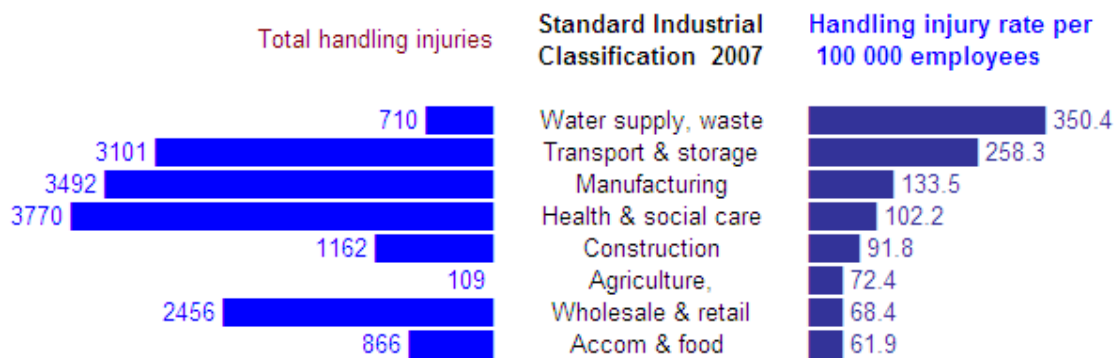 Total handling injuries
Standard Industrial
Classification 2007
Handling injury rate per
100 000 employees
710 Water supply, waste 350.4
3101 Transport & storage 258.3
3492 Manufacturing 133.5
3770 Health & social care 102.2
1162 Construction 91.8
109 Agriculture, 72.4
2456 Wholesale & retail 68.4
866 Accom & food 61.9